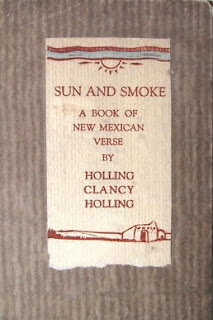 SUN AND SMOKE
A BOOK OF
NEW MEXICAN
VERSE
BY
HOLLING
CLANCY
HOLLING